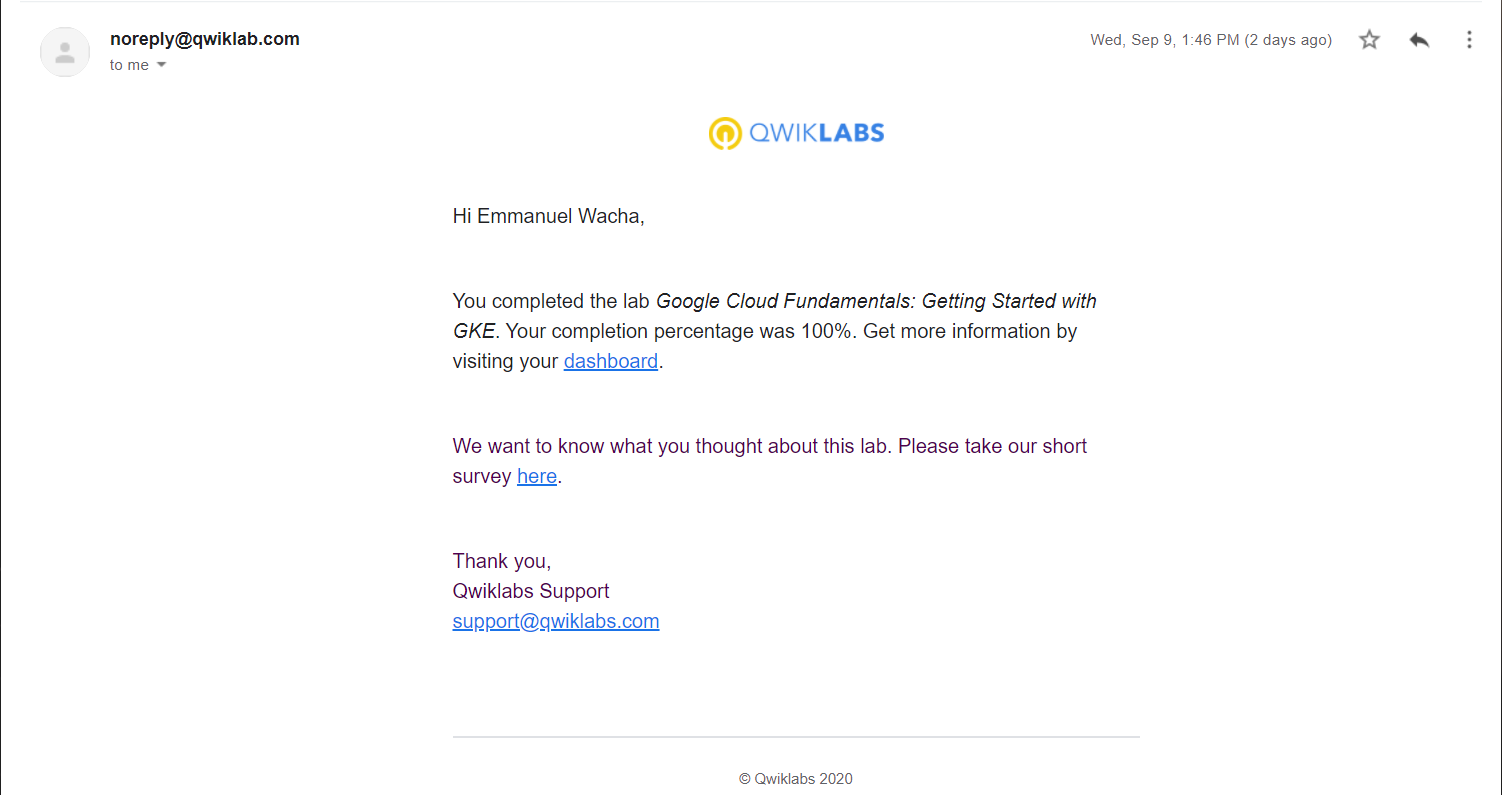 noreply@qwiklab.com
Wed, Sep 9, 1:46 PM (2 days ago)
to me
QWIKLABS
Hi Emmanuel Wacha,
You completed the lab Google Cloud Fundamentals: Getting Started with
GKE. Your completion percentage was 100%. Get more information by
visiting your dashboard.
We want to know what you thought about this lab. Please take our short
survey here.
Thank you,
Qwiklabs Support
support@qwiklabs.com
© Qwiklabs 2020